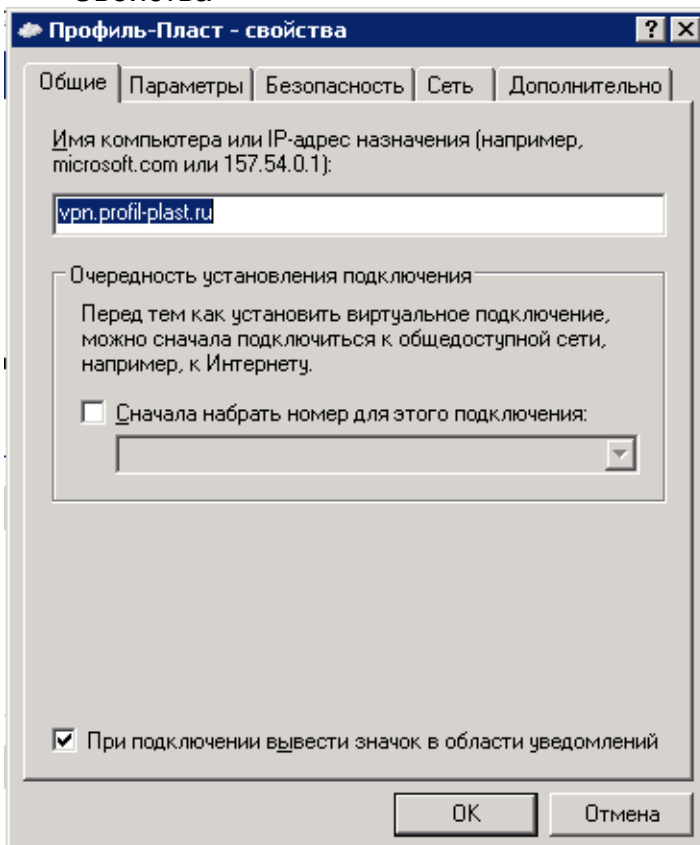 Свойства
Профиль-Пласт - свойства
Общие Параметры Безопасность Сеть Дополнительно
Имя компьютера или IP-адрес назначения (например,
microsoft.com или 157.54.0.1):
vpn.profil-plast.ru
Очередность установления подключения
Перед тем как установить виртуальное подключение,
можно сначала подключиться к общедоступной сети,
например, к Интернету.
Сначала набрать номер для этого подключения:
При подключении вывести значок в области уведомлений
OK Отмена